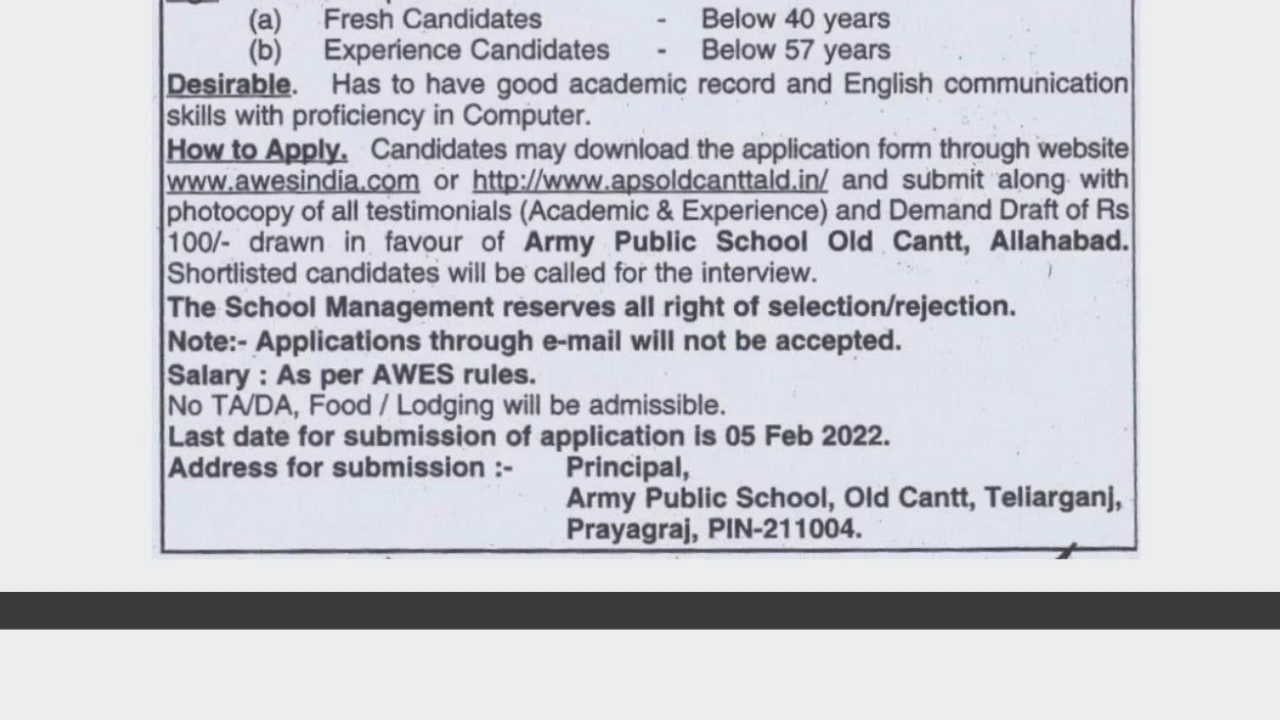 (a) Fresh Candidates - Below 40 years
(b) Experience Candidates - Below 57 years
Desirable. Has to have good academic record and English communication
skills with proficiency in Computer.
How to Apply. Candidates may download the application form through website
www.awesindia.com or http://www.apsoldcanttald.in/ and submit along with
photocopy of all testimonials (Academic & Experience) and Demand Draft of Rs
100/- drawn in favour of Army Public School Old Cantt, Allahabad.
Shortlisted candidates will be called for the interview.
The School Management reserves all right of selection/rejection.
Note:- Applications through e-mail will not be accepted.
Salary : As per AWES rules.
No TA/DA, Food / Lodging will be admissible.
Last date for submission of application is 05 Feb 2022.
Address for submission :- Principal,
Army Public School, Old Cantt, Teliarganj,
Prayagraj, PIN-211004.